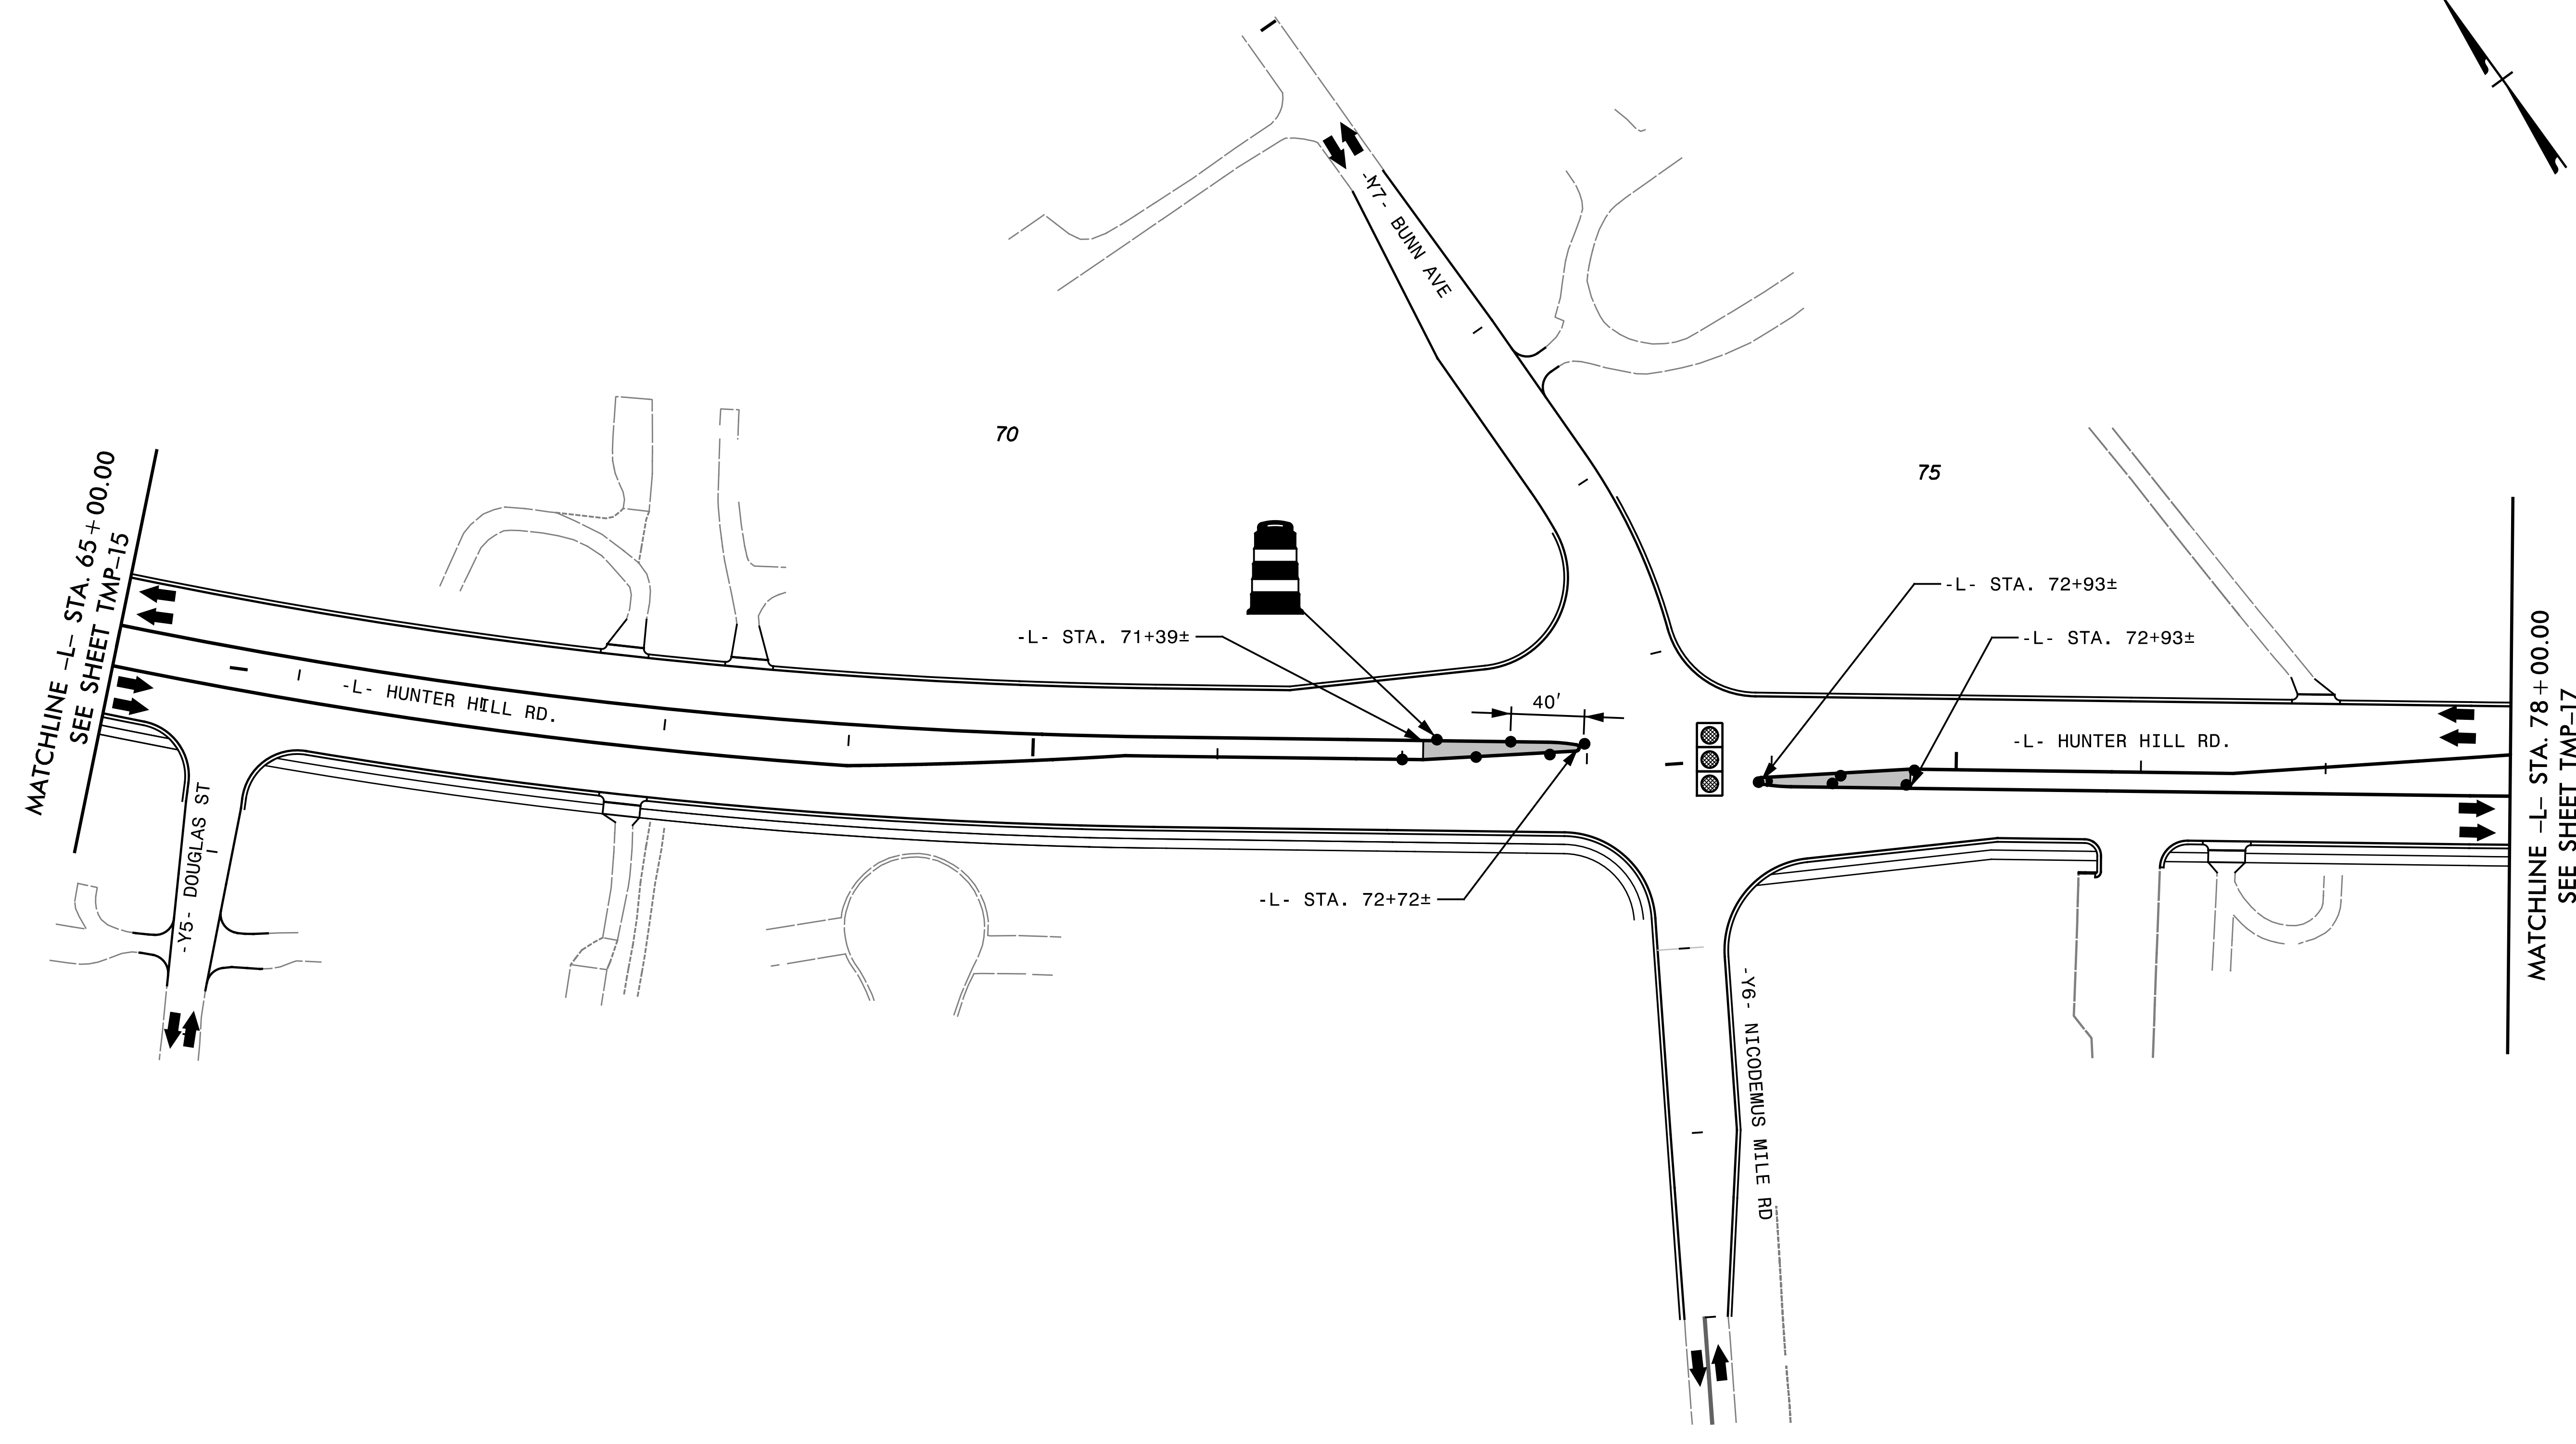 -Y7- BUNN AVE
70
75
MATCHLINE -L- STA. 65+00.00
SEE SHEET TMP-15
-L- STA. 72+93±
-L- STA. 71+39±
-L- STA. 72+93±
-L- HUNTER HILL RD.
40'
-L- HUNTER HILL RD.
MATCHLINE -L- STA. 78+00.00
SEE SHEET TMP-17
-Y5- DOUGLAS ST
-L- STA. 72+72±
-Y6- NICODEMUS MILE RD